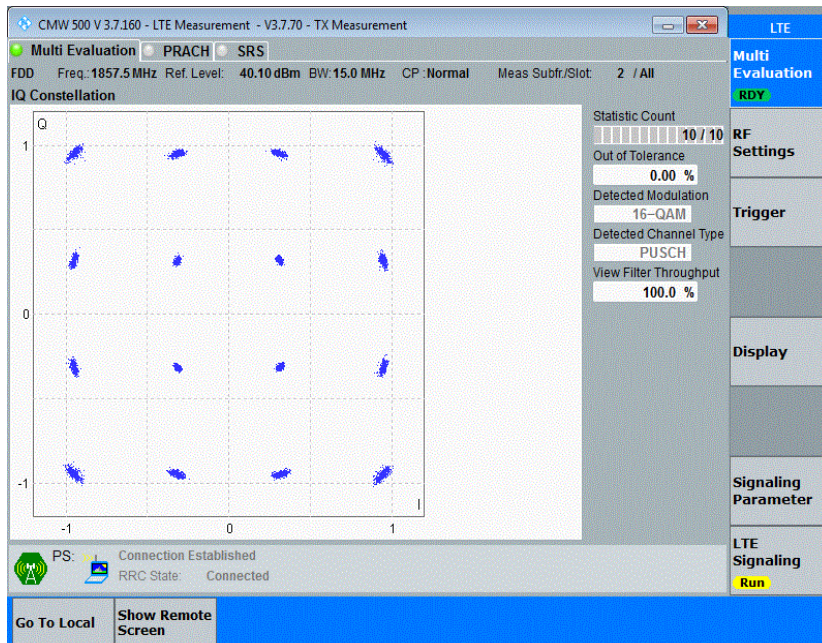 CMW 500 V 3.7.160 - LTE Measurement - V3.7.70 - TX Measurement
LTE
Multi Evaluation PRACH SRS
FDD Freq.: 1857.5 MHz Ref. Level: 40.10 dBm BW: 15.0 MHz CP : Normal Meas Subfr./Slot: 2 / All
IQ Constellation
Q
1
0
-1
-1 0 1
I
Statistic Count
10 / 10
Out of Tolerance
0.00 %
Detected Modulation
16-QAM
Detected Channel Type
PUSCH
View Filter Throughput
100.0 %
Multi
Evaluation
RDY
RF
Settings
Trigger
Display
Signaling
Parameter
LTE
Signaling
Run
PS: Connection Established
RRC State: Connected
Go To Local
Show Remote
Screen